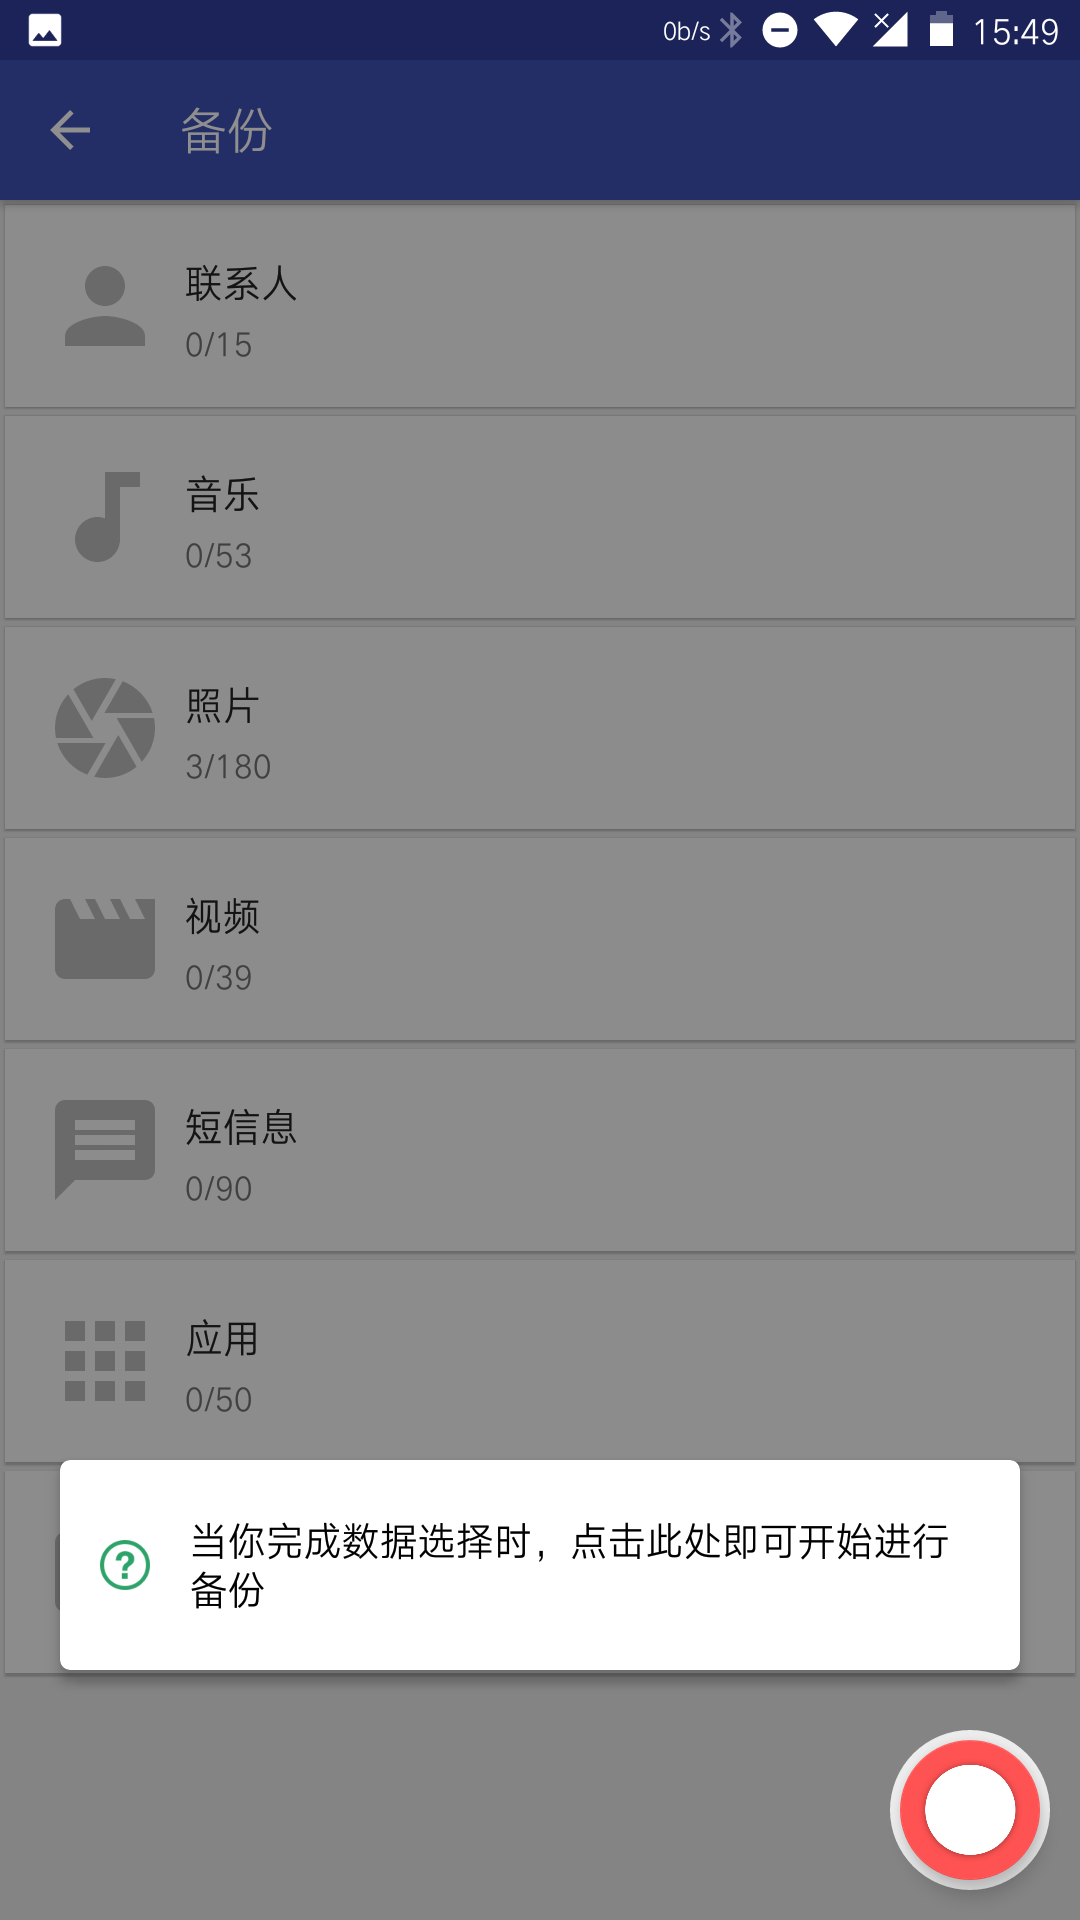 0b/s 15:49
备份
联系人
0/15
音乐
0/53
照片
3/180
视频
0/39
短信息
0/90
应用
0/50
当你完成数据选择时，点击此处即可开始进行
备份